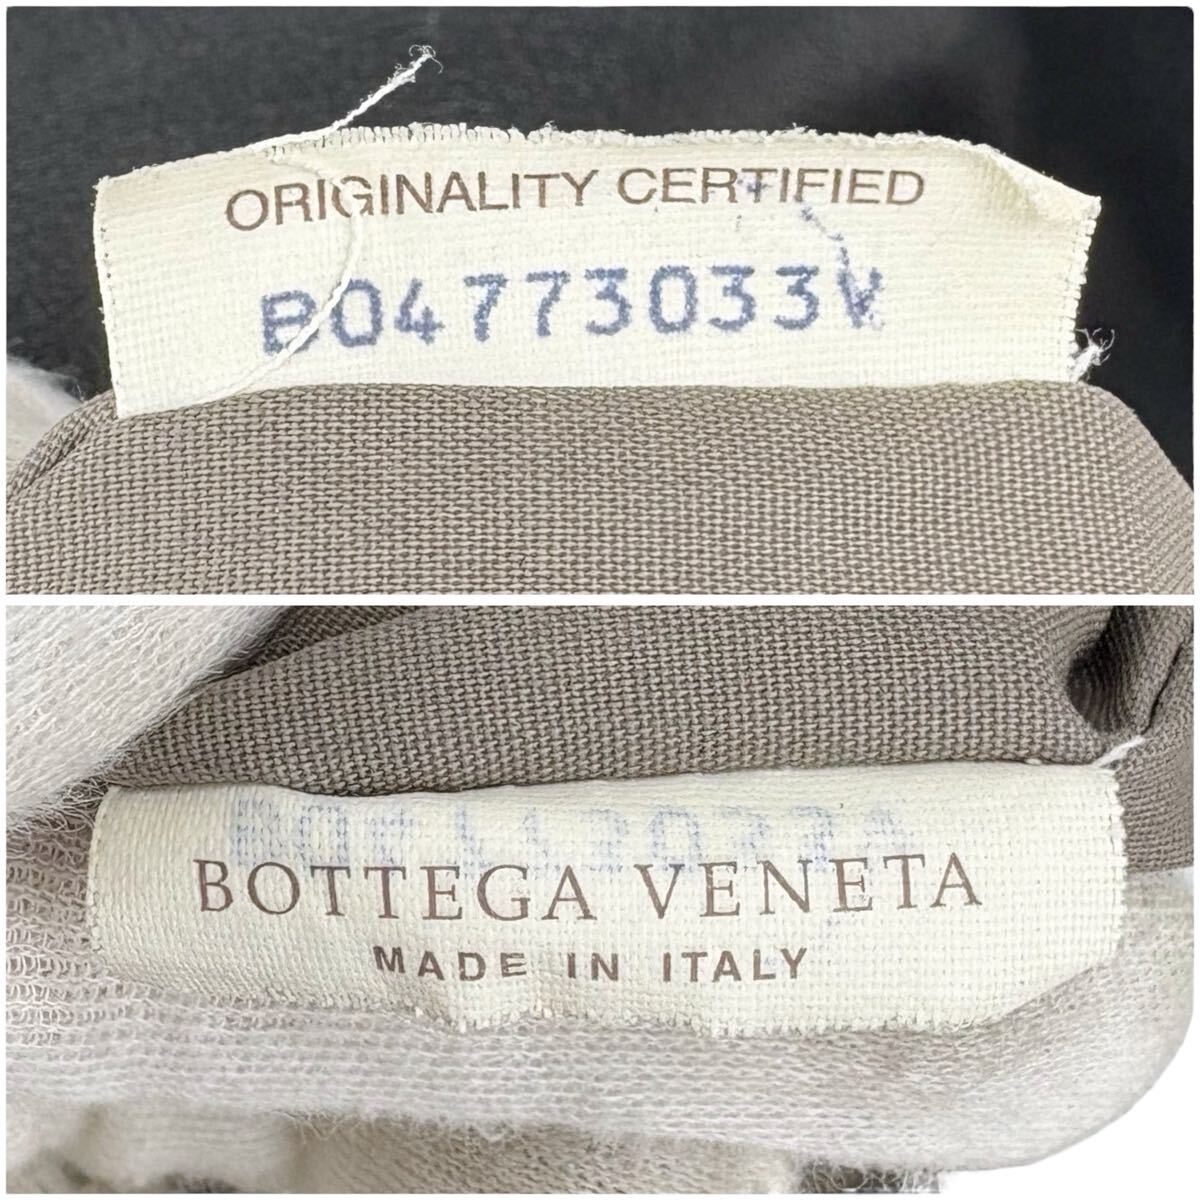 ORIGINALITY CERTIFIED
B04773033V
BOTTEGA VENETA
MADE IN ITALY